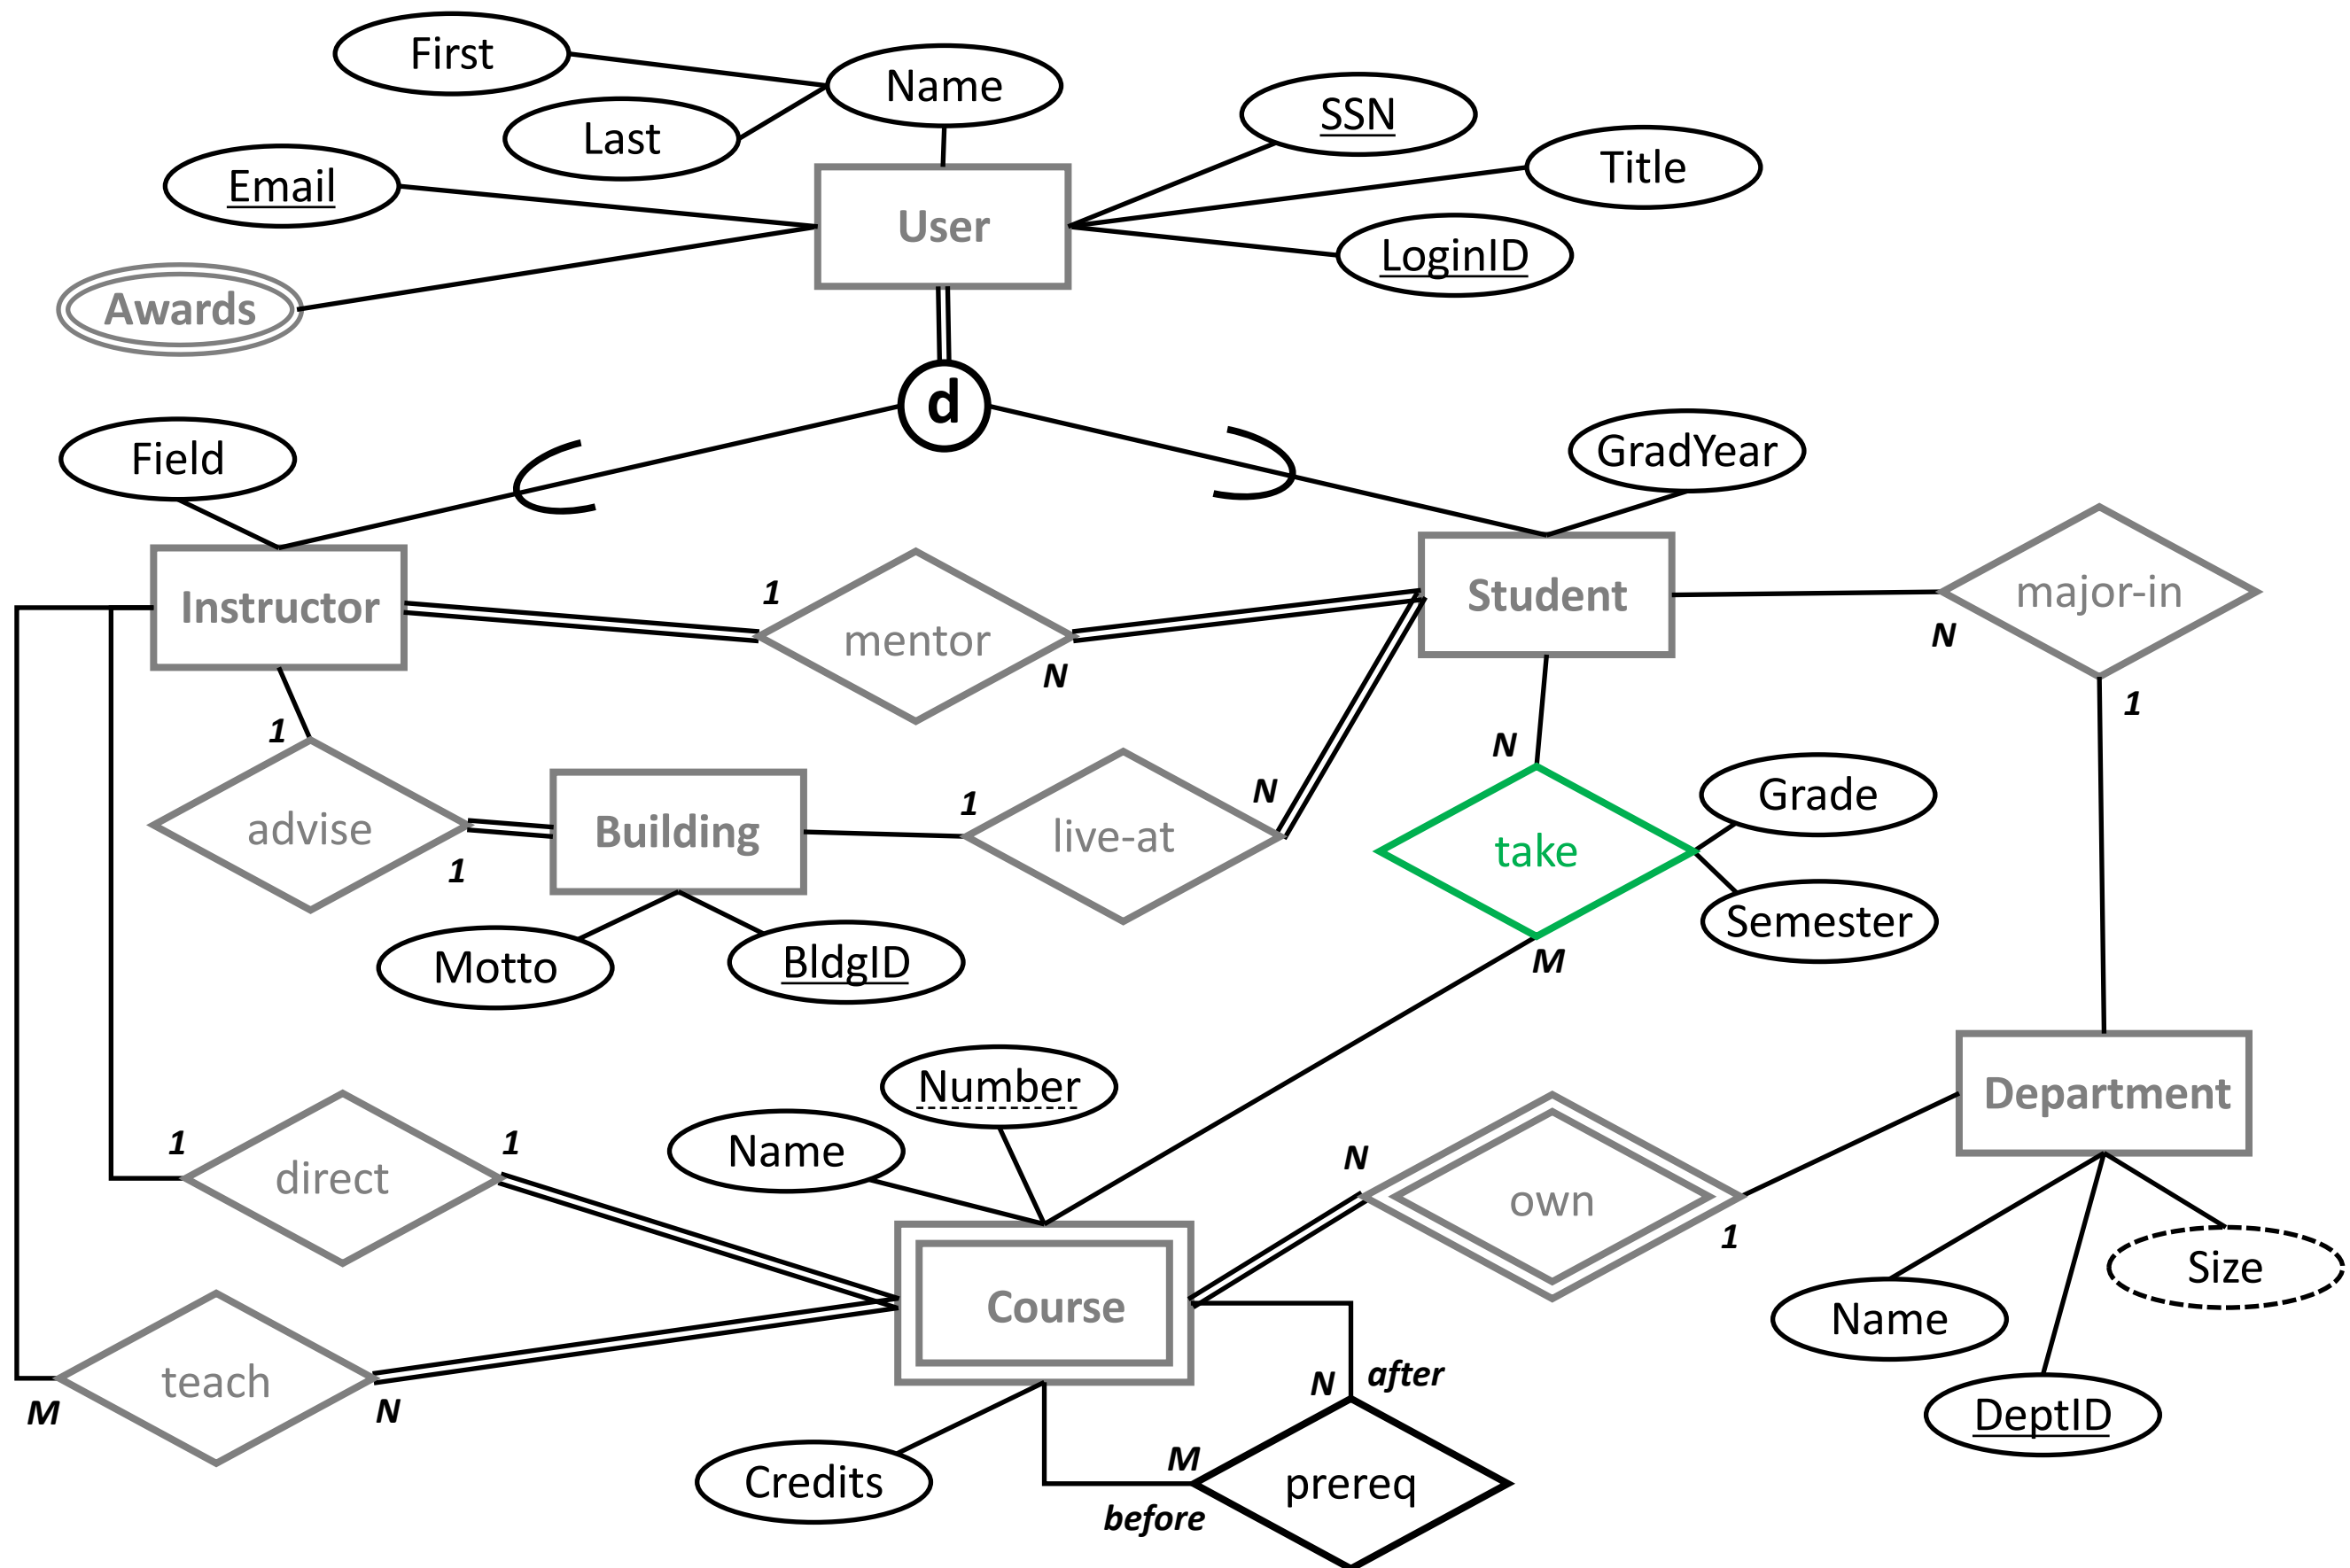 First
Name
Last
SSN
Title
Email
User
LoginID
Awards
d
Field
GradYear
Instructor
1
mentor
N
Student
major-in
N
1
1
advise
1
Building
1
live-at
N
N
take
M
Grade
Semester
Motto
BldgID
Number
Name
Department
1
direct
1
N
own
1
Size
Name
DeptID
Course
M
teach
N
after
N
M
before
prereq
Credits